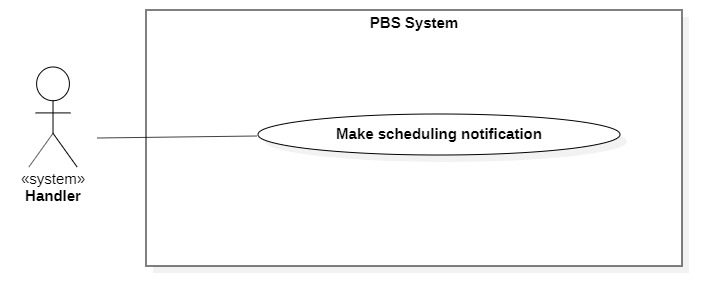 PBS System
Make scheduling notification
«system»
Handler